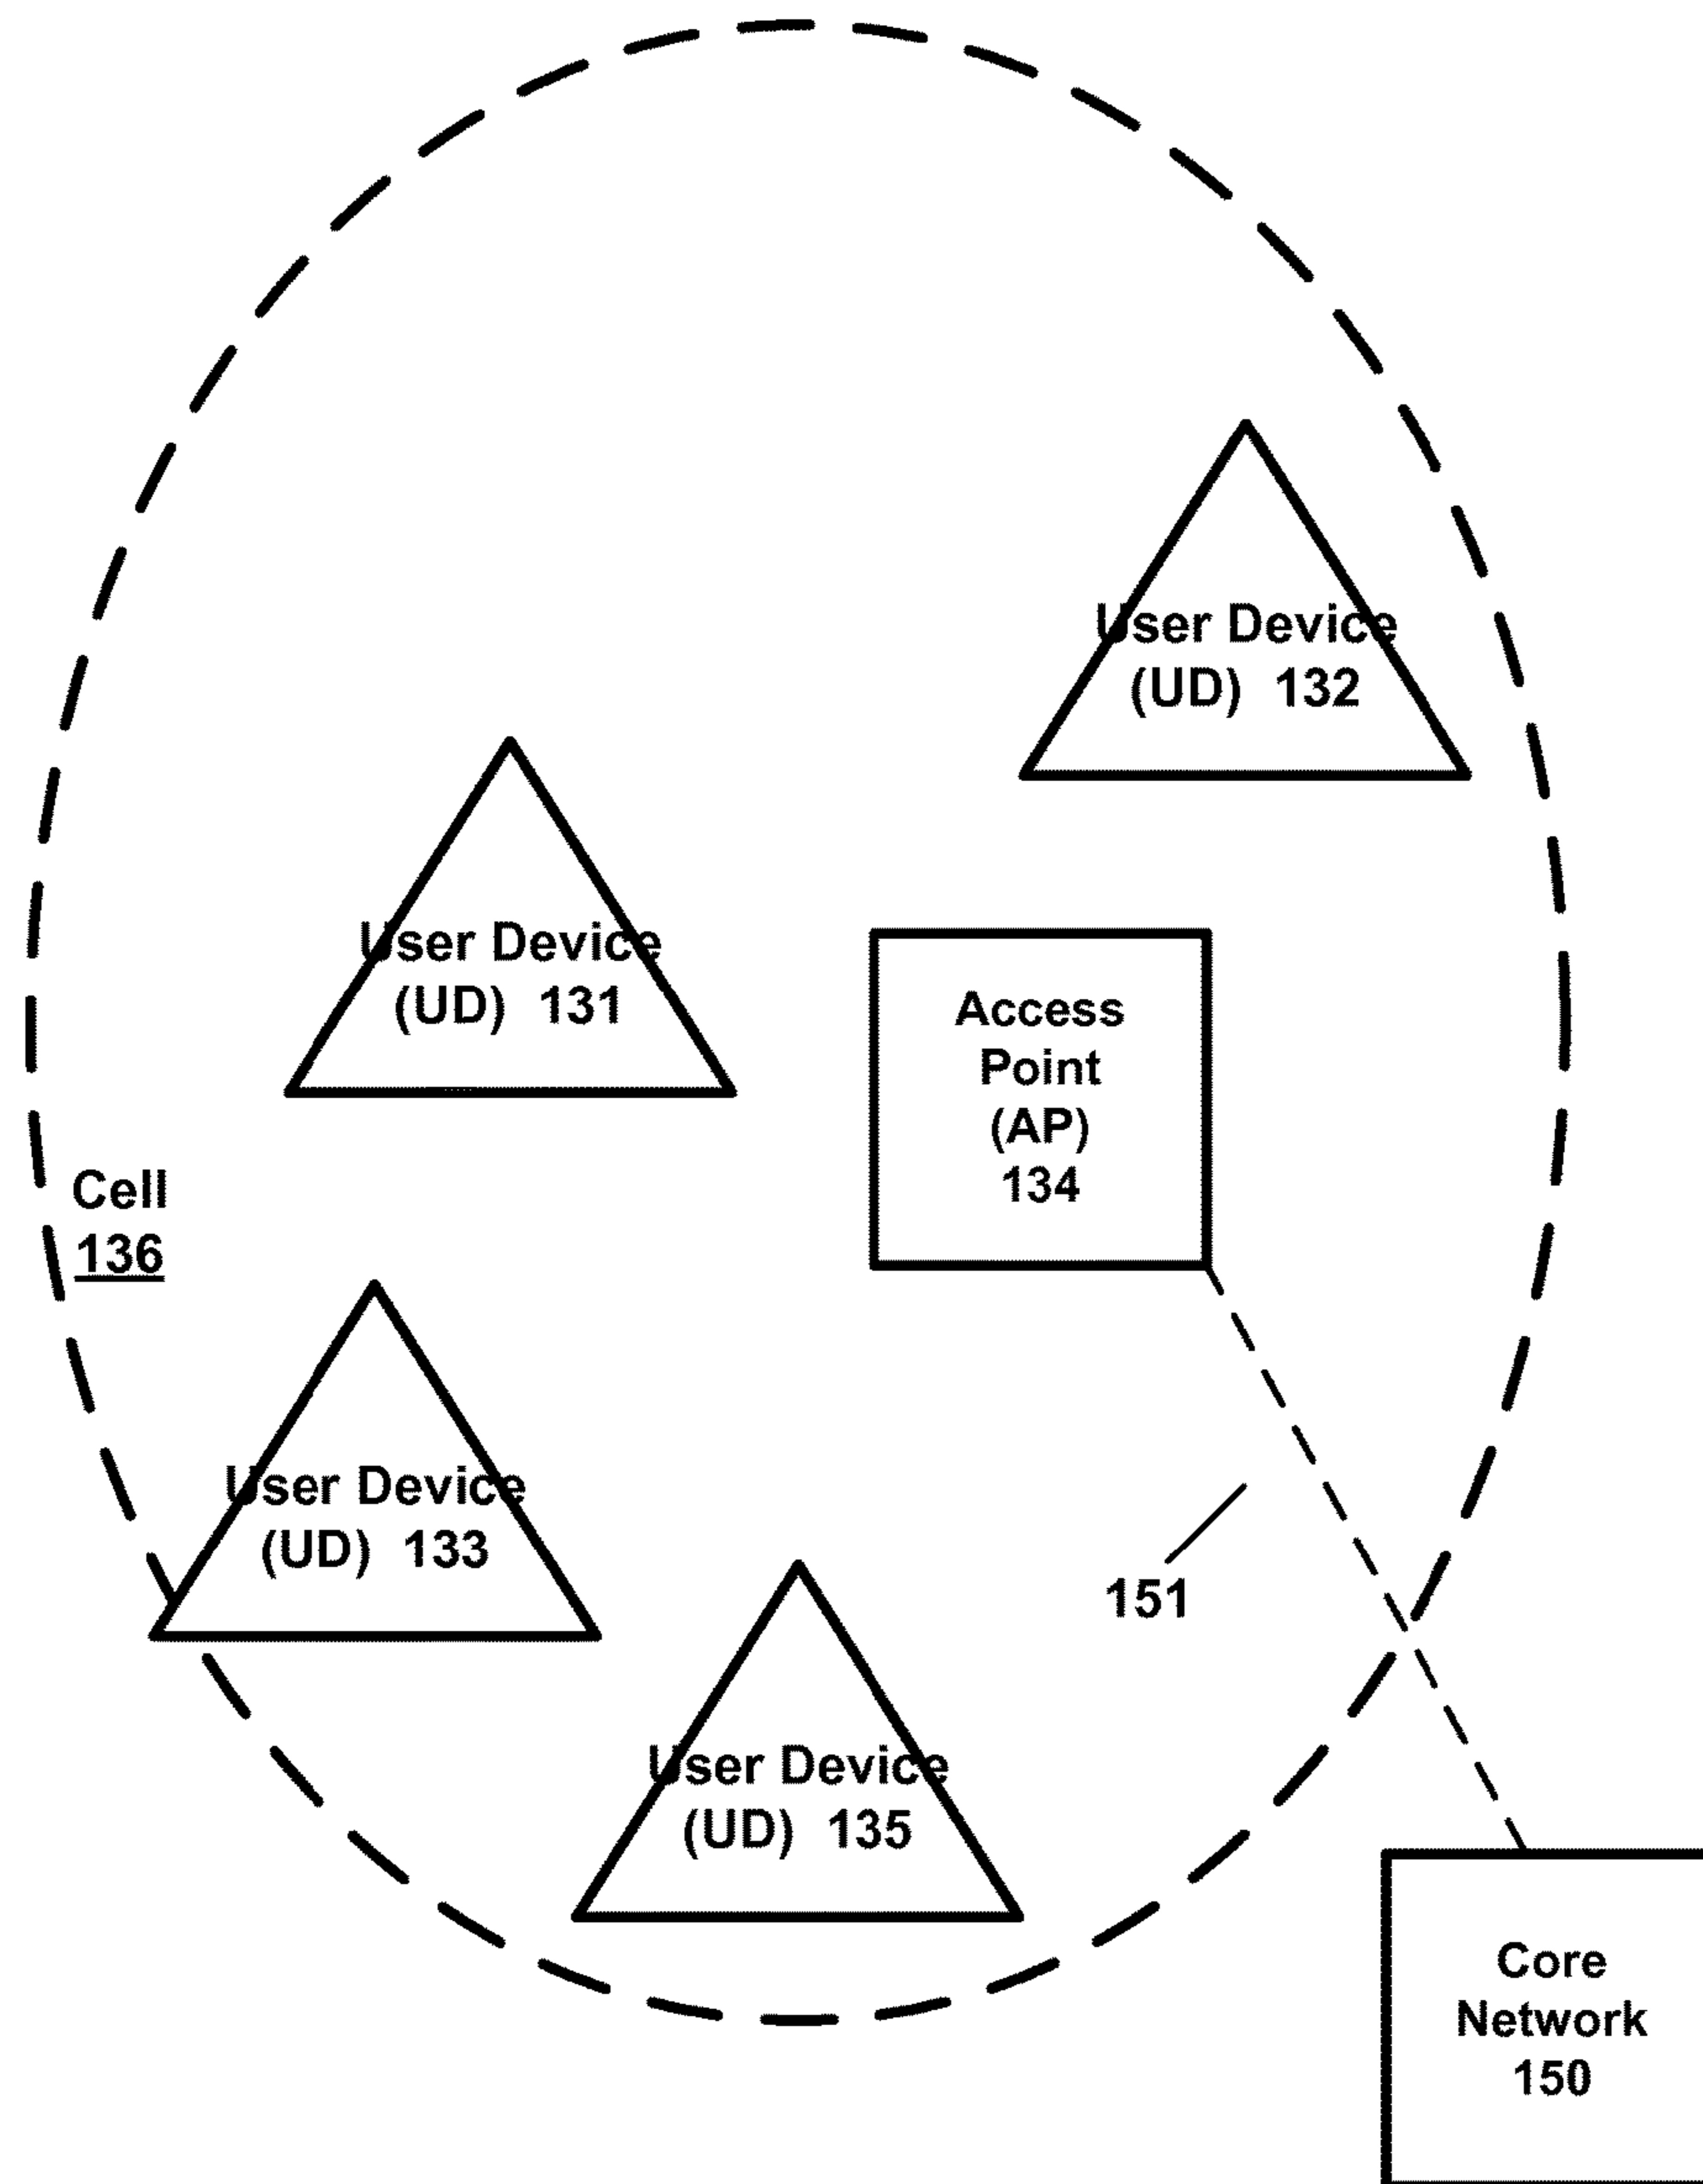 User Device
(UD) 132
User Device
(UD) 131
Access
Point
(AP)
134
Cell
136
User Device
(UD) 133
151
User Device
(UD) 135
Core
Network
150